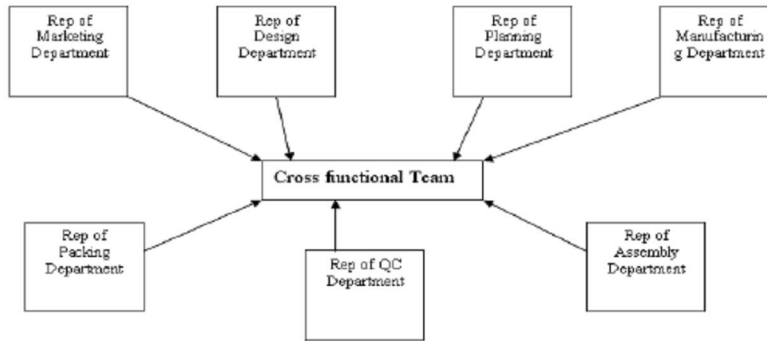 Rep of
Marketing
Department
Rep of
Design
Department
Rep of
Planning
Department
Rep of
Manufacturin
g Department
Cross functional Team
Rep of
Packing
Department
Rep of QC
Department
Rep of
Assembly
Department